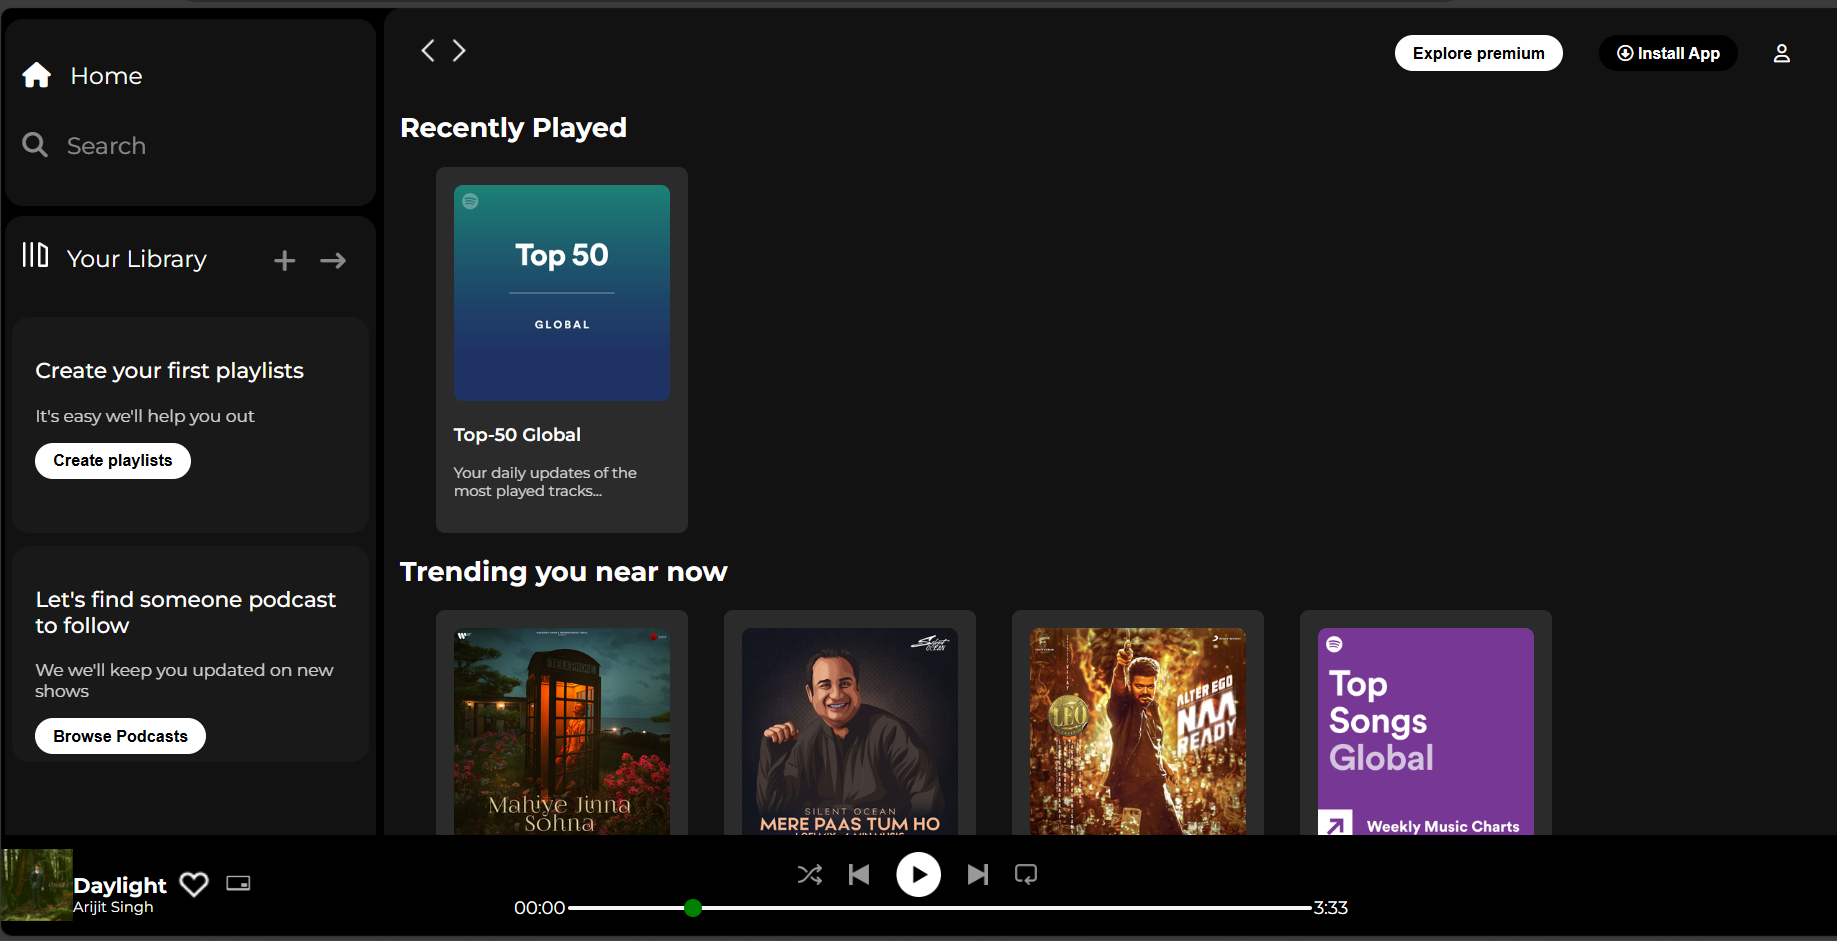 Home
Search
Your Library
Create your first playlists
It's easy we'll help you out
Create playlists
Let's find someone podcast
to follow
We we'll keep you updated on new
shows
Browse Podcasts
Explore premium
Install App
Recently Played
Top 50
GLOBAL
Top-50 Global
Your daily updates of the
most played tracks...
Trending you near now
TELEPHONE
Mahiye Jinna
Sohna
Silent
OCEAN
SILENT OCEAN
MERE PAAS TUM HO
LEO
ALTER EGO
NAA
READY
Top
Songs
Global
Weekly Music Charts
Daylight
Arijit Singh
00:00
3:33